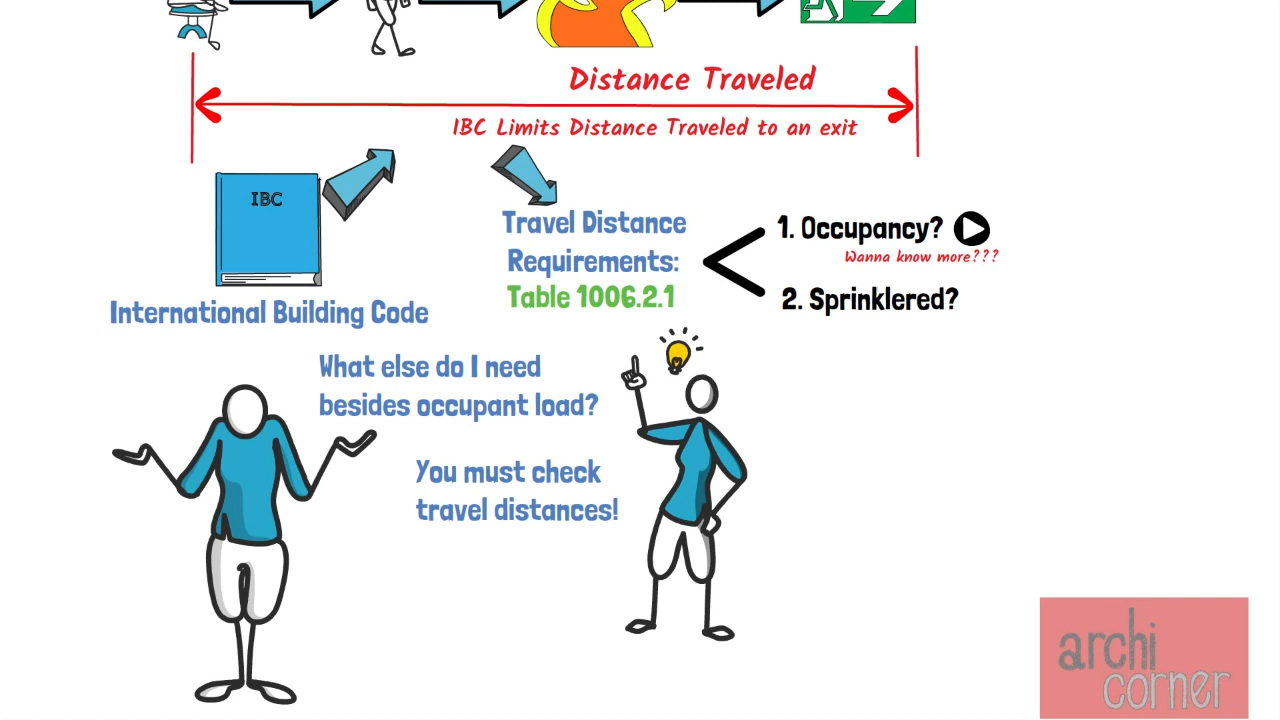 Distance Traveled
IBC Limits Distance Traveled to an exit
IBC
International Building Code
Travel Distance
Requirements:
Table 1006.2.1
1. Occupancy?
Wanna know more???
2. Sprinklered?
What else do I need
besides occupant load?
You must check
travel distances!
archi
corner